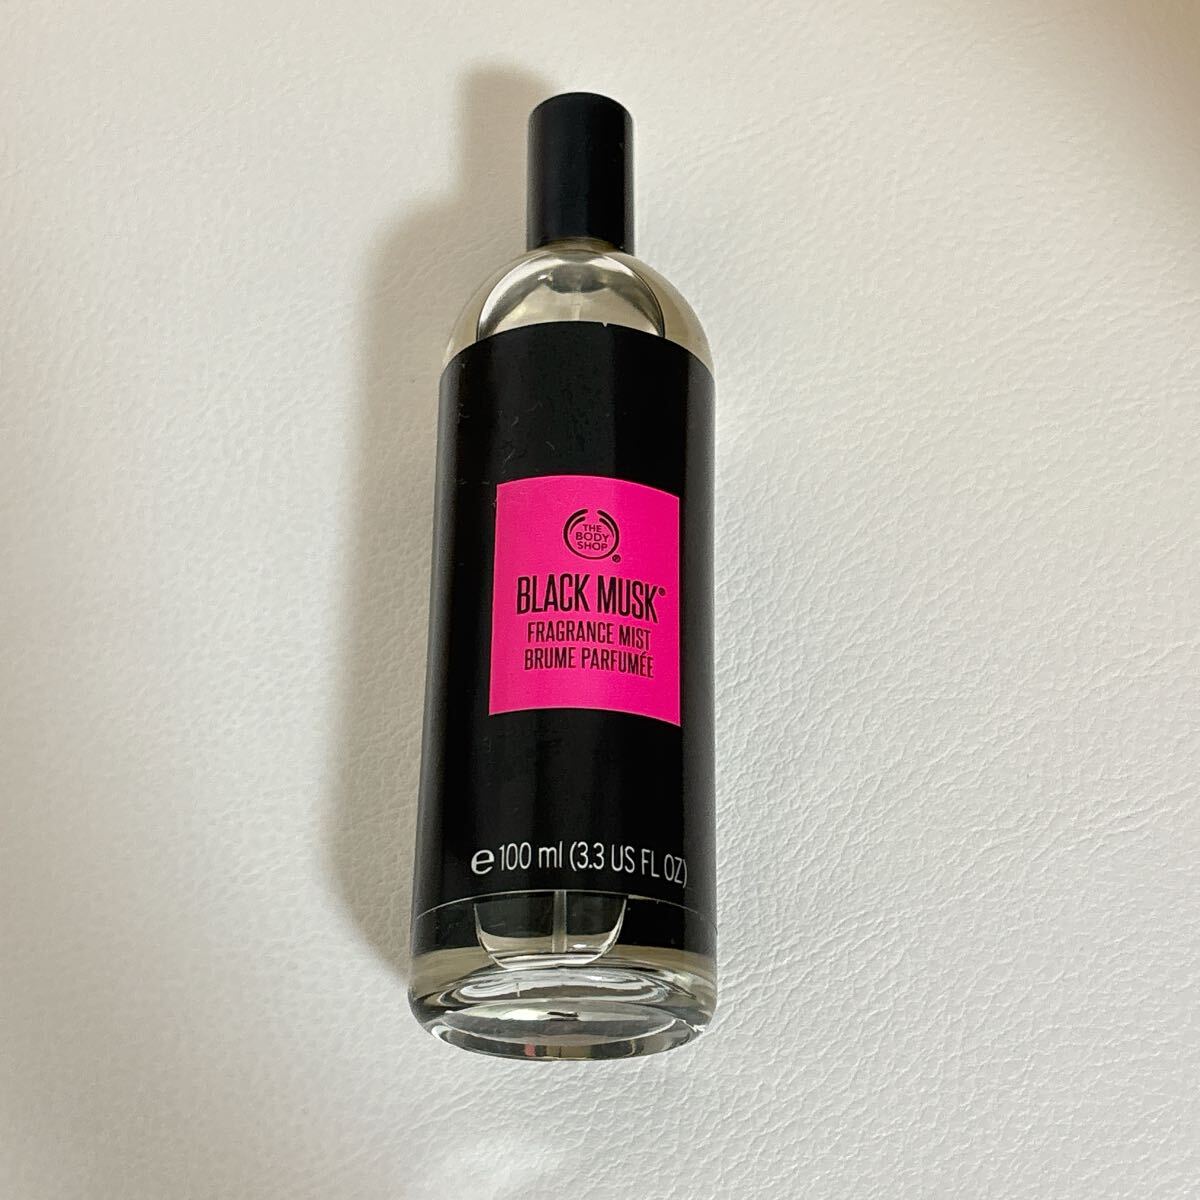 THE
BODY
SHOP®
BLACK MUSK®
FRAGRANCE MIST
BRUME PARFUMÉE
℮ 100 ml (3.3 US FL OZ)